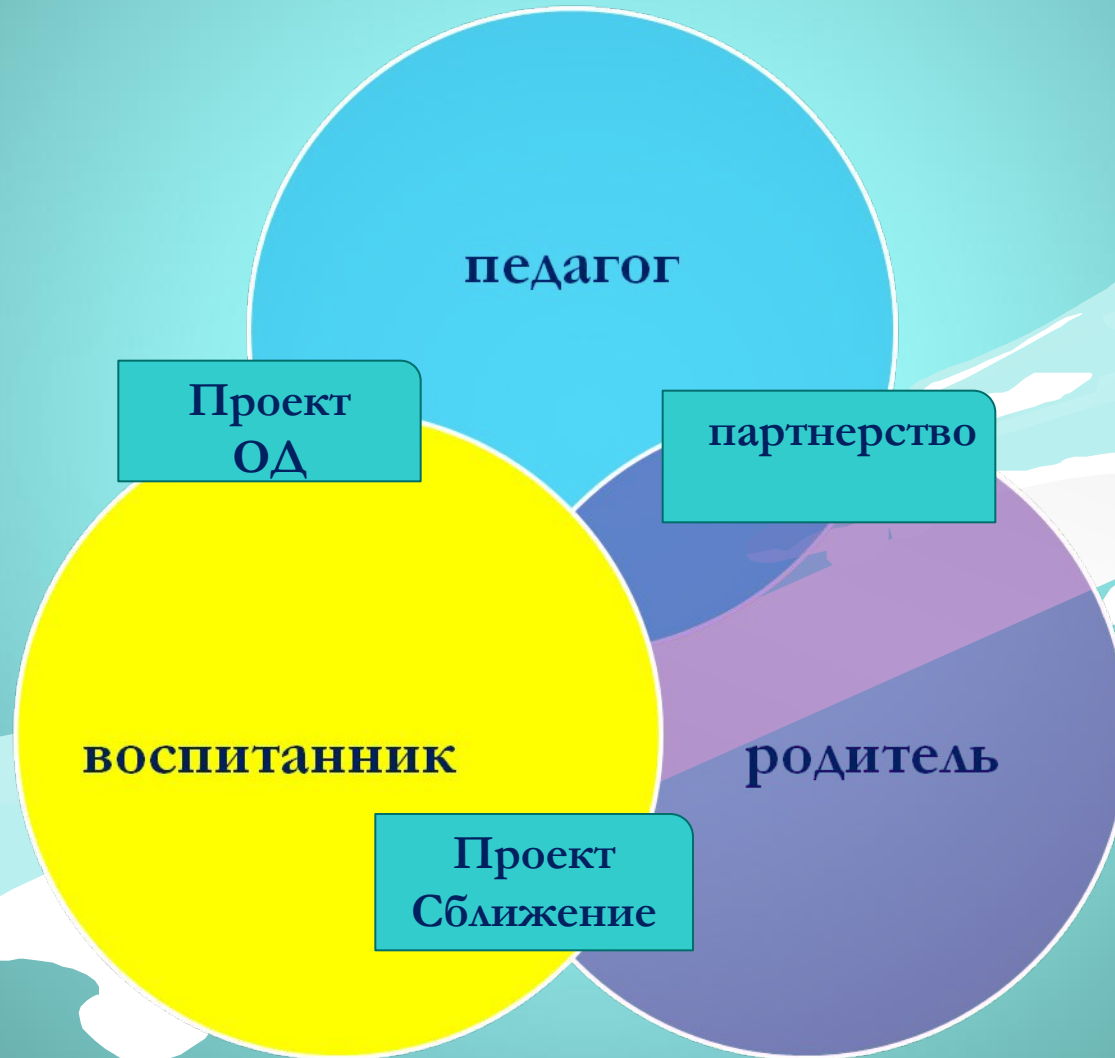 педагог
Проект
ОД
партнерство
воспитанник
родитель
Проект
Сближение